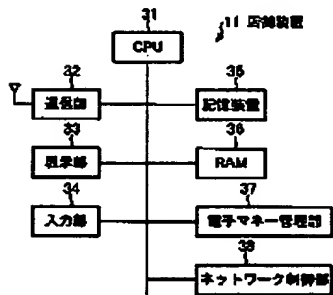 31
11 店舗装置
CPU
32
通信部
35
記憶装置
33
表示部
36
RAM
34
入力部
37
電子マネー管理部
38
ネットワーク制御部